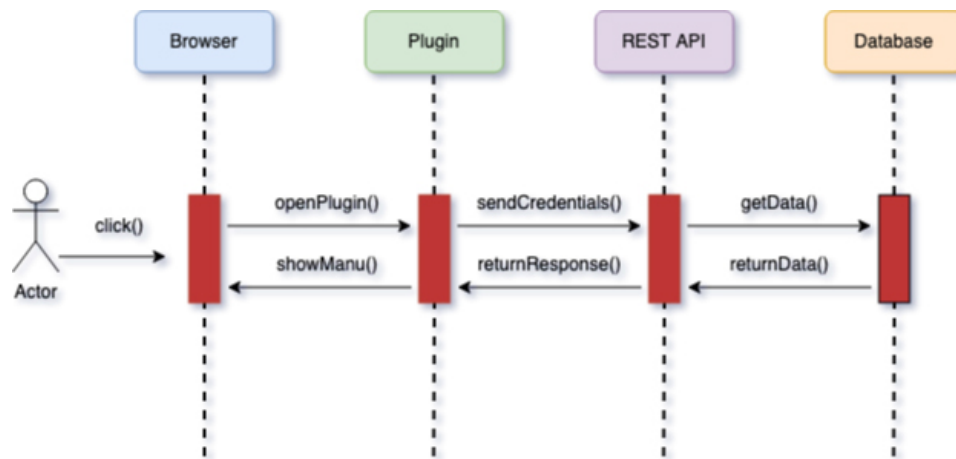 Browser
Plugin
REST API
Database
click()
openPlugin()
sendCredentials()
getData()
showManu()
returnResponse()
returnData()
Actor